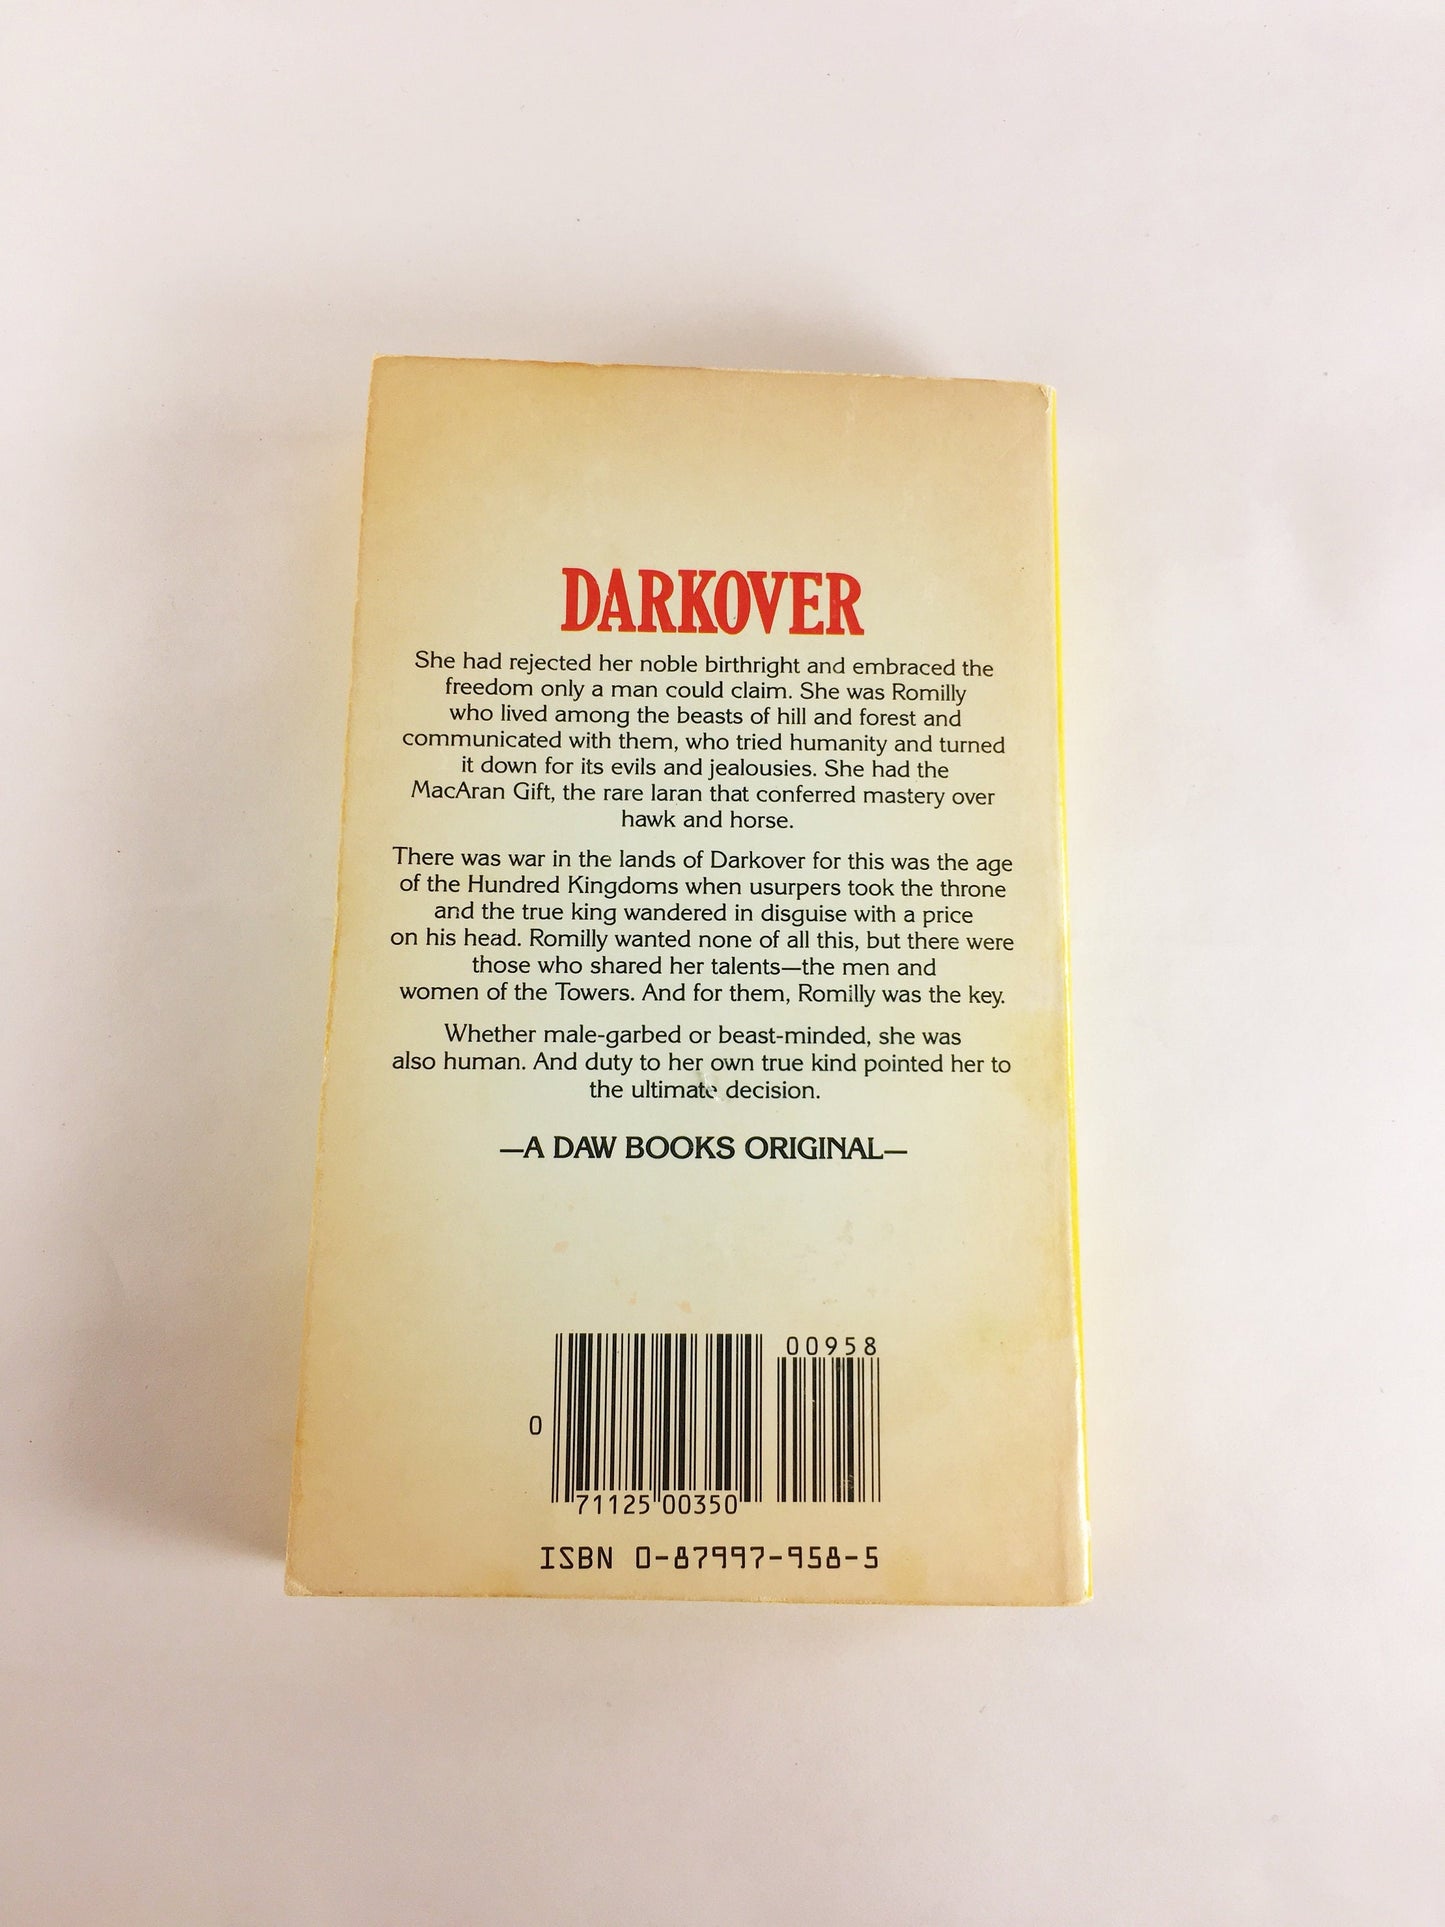 DARKOVER
She had rejected her noble birthright and embraced the
freedom only a man could claim. She was Romilly
who lived among the beasts of hill and forest and
communicated with them, who tried humanity and turned
it down for its evils and jealousies. She had the
MacAran Gift, the rare laran that conferred mastery over
hawk and horse.
There was war in the lands of Darkover for this was the age
of the Hundred Kingdoms when usurpers took the throne
and the true king wandered in disguise with a price
on his head. Romilly wanted none of all this, but there were
those who shared her talents—the men and
women of the Towers. And for them, Romilly was the key.
Whether male-garbed or beast-minded, she was
also human. And duty to her own true kind pointed her to
the ultimate decision.
—A DAW BOOKS ORIGINAL—
00958
0
71125 00350
ISBN 0-87997-958-5